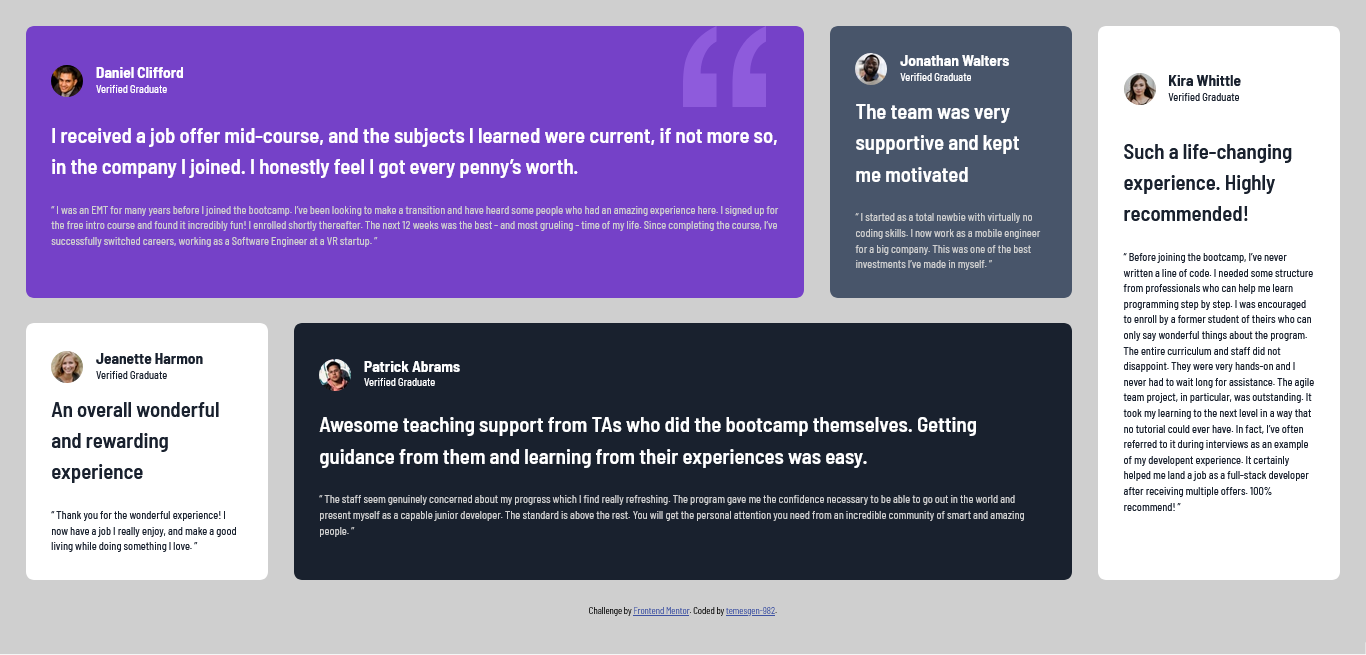 Daniel Clifford
Verified Graduate
I received a job offer mid-course, and the subjects I learned were current, if not more so,
in the company I joined. I honestly feel I got every penny’s worth.
“ I was an EMT for many years before I joined the bootcamp. I’ve been looking to make a transition and have heard some people who had an amazing experience here. I signed up for
the free intro course and found it incredibly fun! I enrolled shortly thereafter. The next 12 weeks was the best - and most grueling - time of my life. Since completing the course, I’ve
successfully switched careers, working as a Software Engineer at a VR startup. ”
Jonathan Walters
Verified Graduate
The team was very
supportive and kept
me motivated
“ I started as a total newbie with virtually no
coding skills. I now work as a mobile engineer
for a big company. This was one of the best
investments I’ve made in myself. ”
Kira Whittle
Verified Graduate
Such a life-changing
experience. Highly
recommended!
“ Before joining the bootcamp, I’ve never
written a line of code. I needed some structure
from professionals who can help me learn
programming step by step. I was encouraged
to enroll by a former student of theirs who can
only say wonderful things about the program.
The entire curriculum and staff did not
disappoint. They were very hands-on and I
never had to wait long for assistance. The agile
team project, in particular, was outstanding. It
took my learning to the next level in a way that
no tutorial could ever have. In fact, I’ve often
referred to it during interviews as an example
of my developent experience. It certainly
helped me land a job as a full-stack developer
after receiving multiple offers. 100%
recommend! ”
Jeanette Harmon
Verified Graduate
An overall wonderful
and rewarding
experience
“ Thank you for the wonderful experience! I
now have a job I really enjoy, and make a good
living while doing something I love. ”
Patrick Abrams
Verified Graduate
Awesome teaching support from TAs who did the bootcamp themselves. Getting
guidance from them and learning from their experiences was easy.
“ The staff seem genuinely concerned about my progress which I find really refreshing. The program gave me the confidence necessary to be able to go out in the world and
present myself as a capable junior developer. The standard is above the rest. You will get the personal attention you need from an incredible community of smart and amazing
people. ”
Challenge by Frontend Mentor. Coded by temesgen-982.